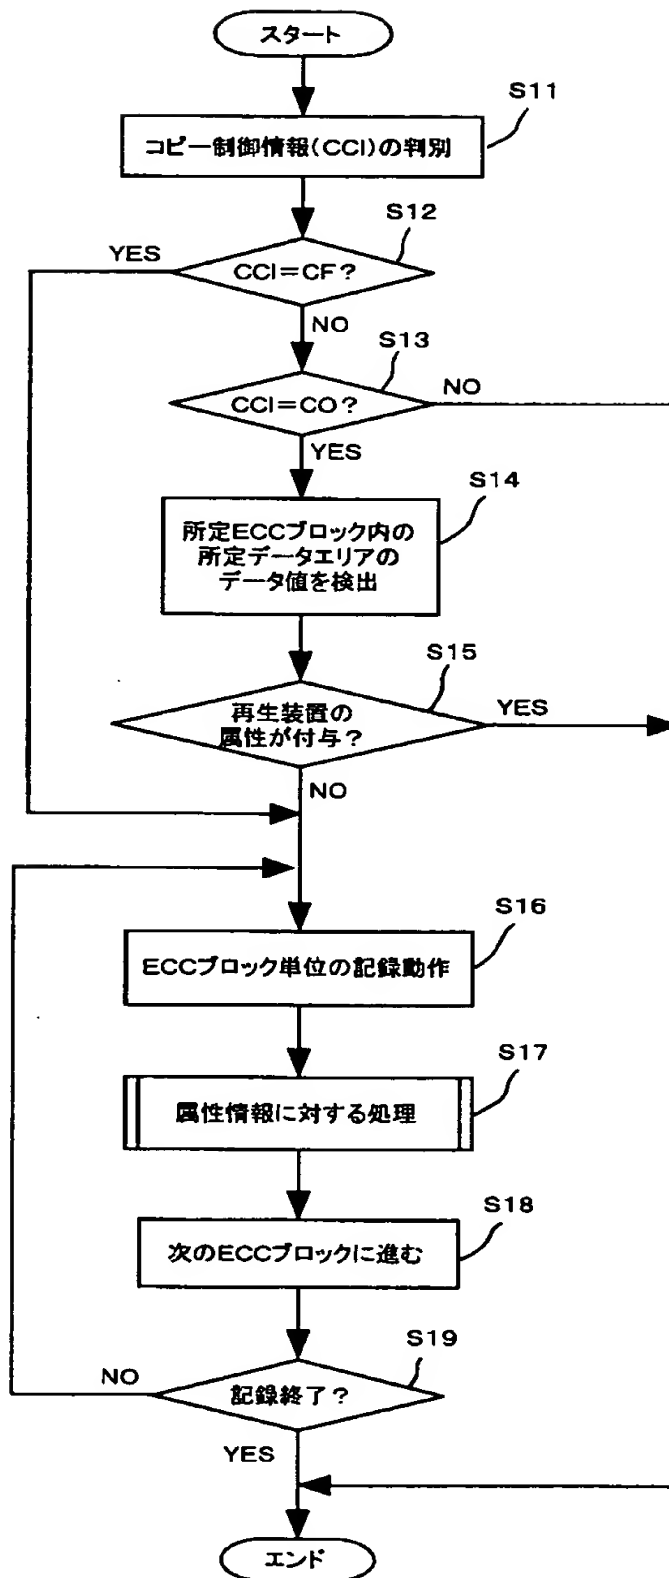 スタート
S11
コピー制御情報(CCI)の判別
S12
YES
CCI=CF?
NO
S13
CCI=CO?
NO
YES
S14
所定ECCブロック内の
所定データエリアの
データ値を検出
S15
再生装置の
属性が付与?
YES
NO
S16
ECCブロック単位の記録動作
S17
属性情報に対する処理
S18
次のECCブロックに進む
S19
NO
記録終了?
YES
エンド